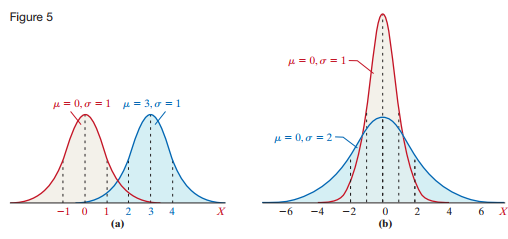 Figure 5
μ = 0, σ = 1 μ = 3, σ = 1
−1 0 1 2 3 4 X
(a)
μ = 0, σ = 1
μ = 0, σ = 2
−6 −4 −2 0 2 4 6 X
(b)